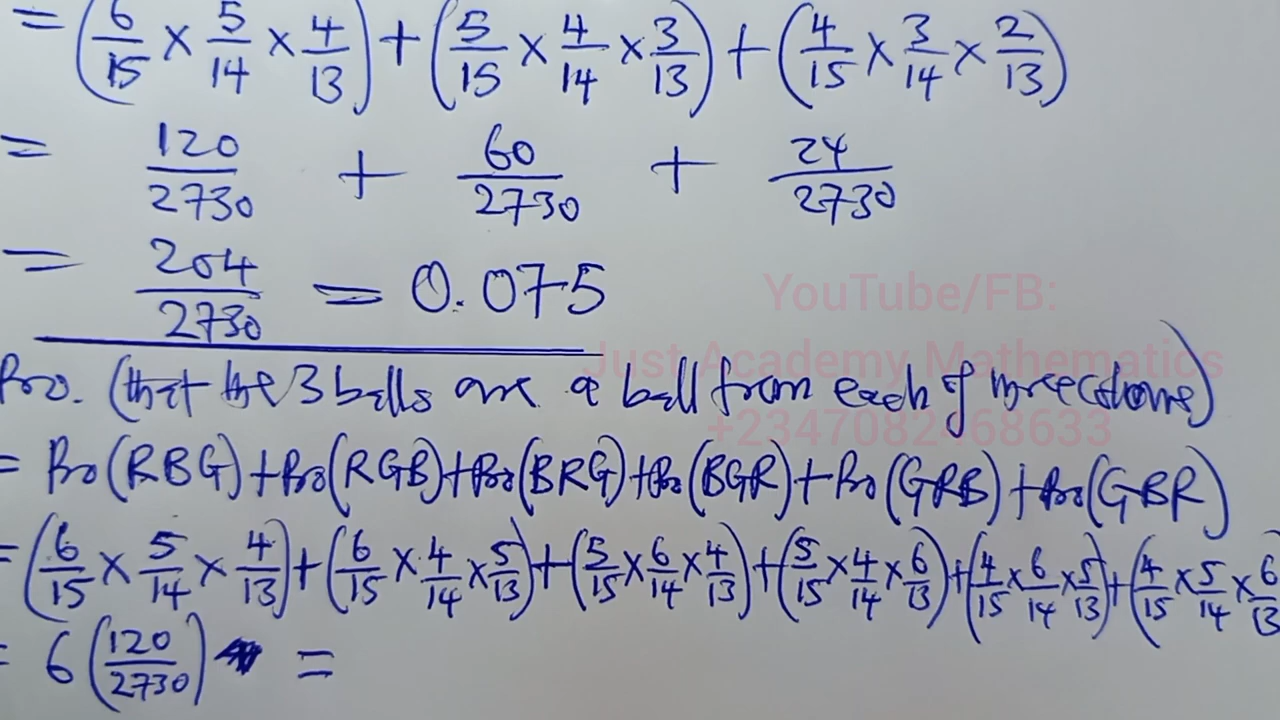 = (6/15 × 5/14 × 4/13) + (5/15 × 4/14 × 3/13) + (4/15 × 3/14 × 2/13)
= 120/2730 + 60/2730 + 24/2730
= 204/2730 = 0.075
YouTube/FB:
Just Academy Mathematics
+2347082468633
Pro. (that the 3 balls are a ball from each of three colours)
= Pro(RBG) + Pro(RGB) + Pro(BRG) + Pro(BGR) + Pro(GRB) + Pro(GBR)
= (6/15 × 5/14 × 4/13) + (6/15 × 4/14 × 5/13) + (5/15 × 6/14 × 4/13) + (5/15 × 4/14 × 6/13) + (4/15 × 6/14 × 5/13) + (4/15 × 5/14 × 6/13
= 6(120/2730) =